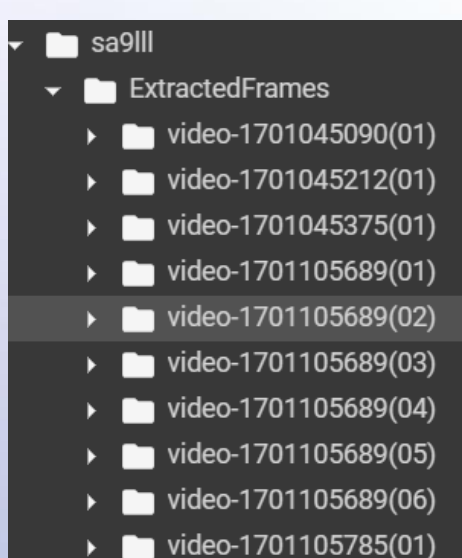 sa9lll
ExtractedFrames
video-1701045090(01)
video-1701045212(01)
video-1701045375(01)
video-1701105689(01)
video-1701105689(02)
video-1701105689(03)
video-1701105689(04)
video-1701105689(05)
video-1701105689(06)
video-1701105785(01)